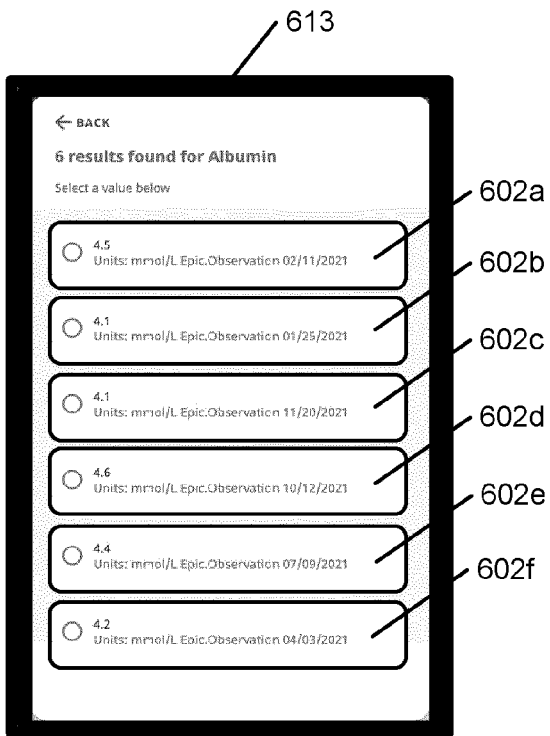 613
← BACK
6 results found for Albumin
Select a value below
602a
4.5
Units: mmol/L Epic.Observation 02/11/2021
602b
4.1
Units: mmol/L Epic.Observation 01/25/2021
602c
4.1
Units: mmol/L Epic.Observation 11/20/2021
602d
4.6
Units: mmol/L Epic.Observation 10/12/2021
602e
4.4
Units: mmol/L Epic.Observation 07/09/2021
602f
4.2
Units: mmol/L Epic.Observation 04/03/2021